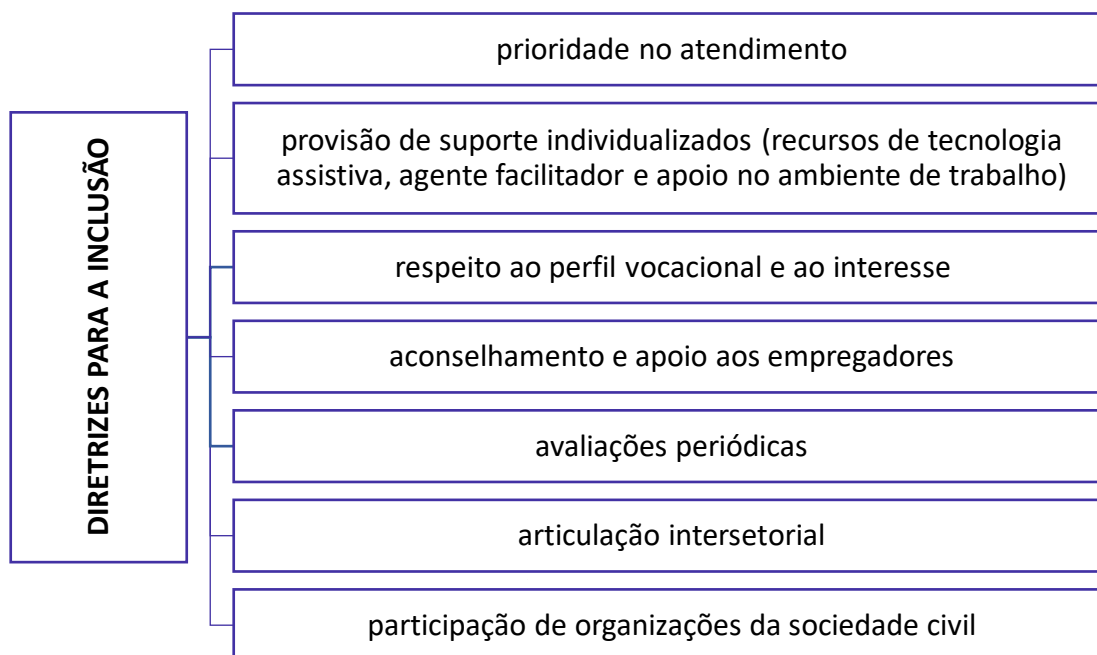 DIRETRIZES PARA A INCLUSÃO
prioridade no atendimento
provisão de suporte individualizados (recursos de tecnologia
assistiva, agente facilitador e apoio no ambiente de trabalho)
respeito ao perfil vocacional e ao interesse
aconselhamento e apoio aos empregadores
avaliações periódicas
articulação intersetorial
participação de organizações da sociedade civil